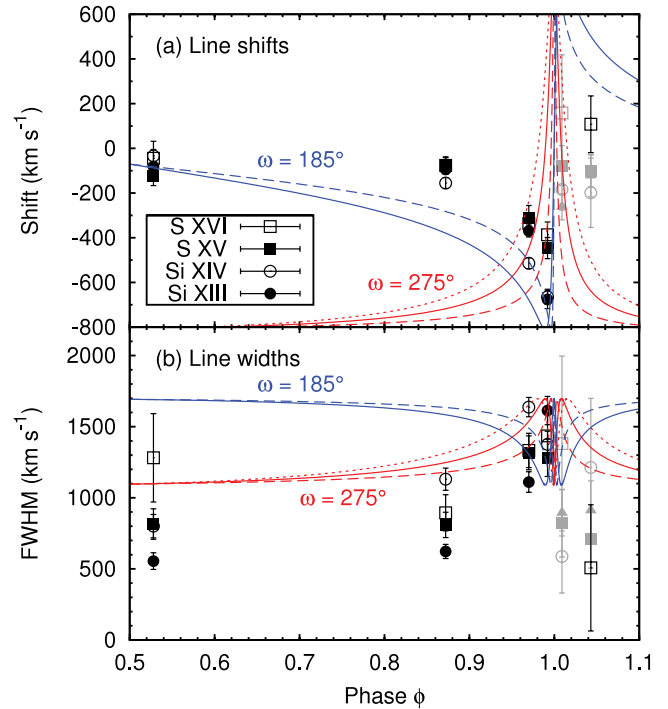 600
(a) Line shifts
400
200
0
-200
-400
-600
-800
Shift (km s⁻¹)
ω = 185°
S XVI
S XV
Si XIV
Si XIII
ω = 275°
2000
(b) Line widths
1500
1000
500
0
FWHM (km s⁻¹)
ω = 185°
ω = 275°
0.5 0.6 0.7 0.8 0.9 1.0 1.1
Phase ϕ